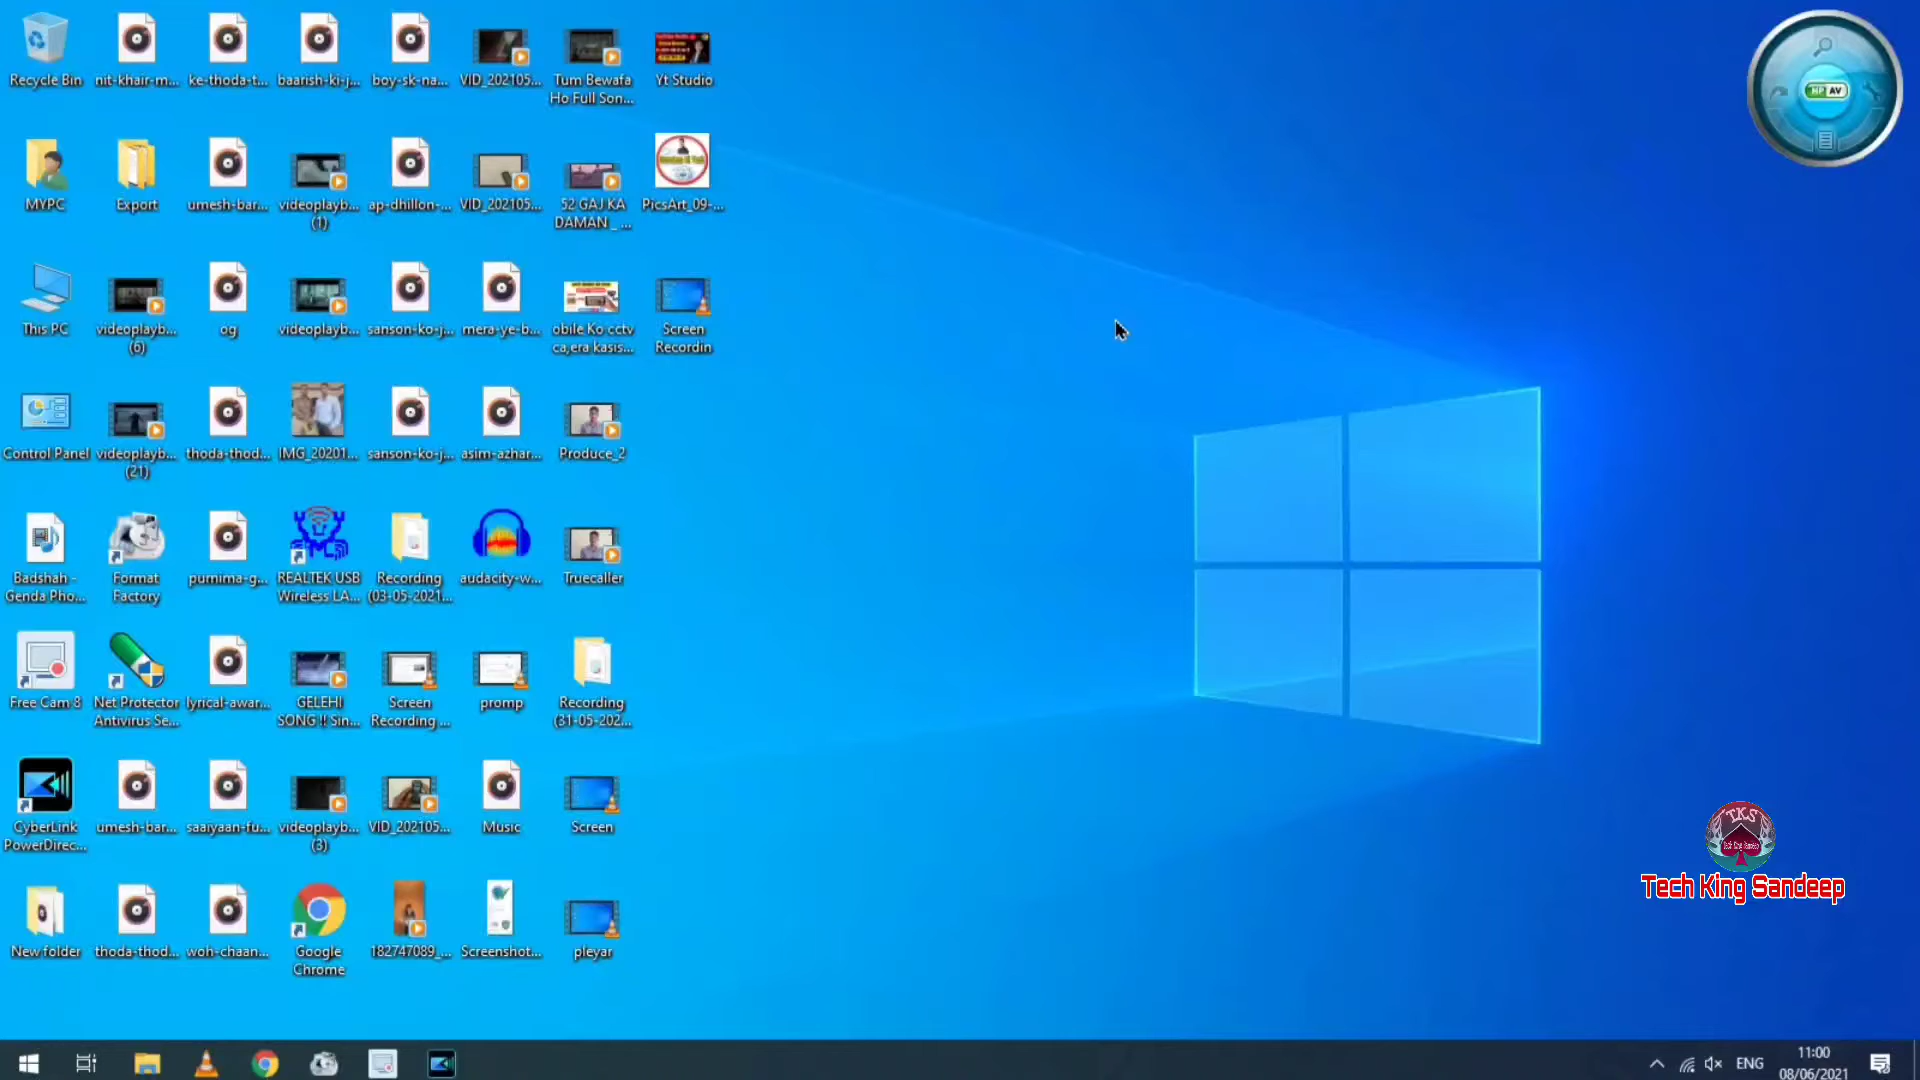 Recycle Bin
nit-khair-m...
ke-thoda-t...
baarish-ki-j...
boy-sk-na...
VID_202105...
Tum Bewafa
Ho Full Son...
Yt Studio
NP AV
MYPC
Export
umesh-bar...
videoplayb...
(1)
ap-dhillon-...
VID_202105...
52 GAJ KA
DAMAN _ ...
PicsArt_09-...
This PC
videoplayb...
(6)
og
videoplayb...
sanson-ko-j...
mera-ye-b...
obile Ko cctv
ca,era kasis...
Screen
Recordin
Control Panel
videoplayb...
(21)
thoda-thod...
IMG_20201...
sanson-ko-j...
asim-azhar...
Produce_2
Badshah -
Genda Pho...
Format
Factory
purnima-g...
REALTEK USB
Wireless LA...
Recording
(03-05-2021...
audacity-w...
Truecaller
Free Cam 8
Net Protector
Antivirus Se...
lyrical-awar...
GELEHI
SONG !! Sin...
Screen
Recording ...
promp
Recording
(31-05-202...
CyberLink
PowerDirec...
umesh-bar...
saaiyaan-fu...
videoplayb...
(3)
VID_202105...
Music
Screen
TKS
Tech King Sandeep
Tech King Sandeep
New folder
thoda-thod...
woh-chaan...
Google
Chrome
182747089_...
Screenshot...
pleyar
ENG
11:00
08/06/2021